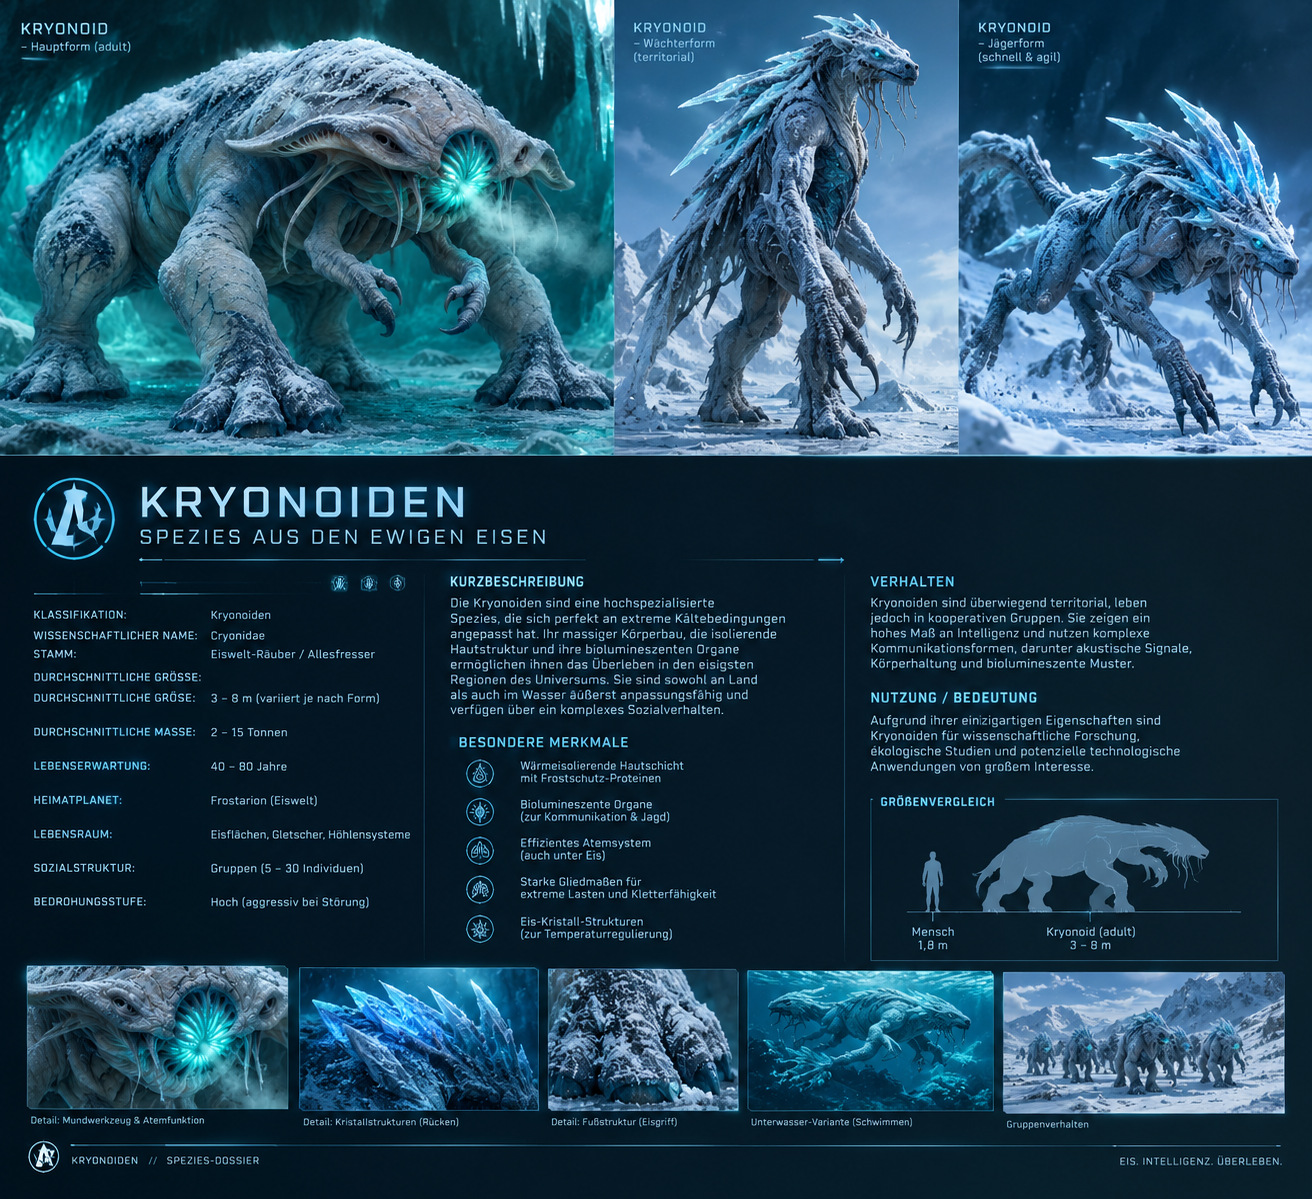 KRYONOID
– Hauptform (adult)
KRYONOID
– Wächterform
(territorial)
KRYONOID
– Jägerform
(schnell & agil)
KRYONOIDEN
SPEZIES AUS DEN EWIGEN EISEN
KLASSIFIKATION: Kryonoiden
WISSENSCHAFTLICHER NAME: Cryonidae
STAMM: Eiswelt-Räuber / Allesfresser
DURCHSCHNITTLICHE GRÖSSE:
DURCHSCHNITTLICHE GRÖSE: 3 – 8 m (variiert je nach Form)
DURCHSCHNITTLICHE MASSE: 2 – 15 Tonnen
LEBENSERWARTUNG: 40 – 80 Jahre
HEIMATPLANET: Frostarion (Eiswelt)
LEBENSRAUM: Eisflächen, Gletscher, Höhlensysteme
SOZIALSTRUKTUR: Gruppen (5 – 30 Individuen)
BEDROHUNGSSTUFE: Hoch (aggressiv bei Störung)
KURZBESCHREIBUNG
Die Kryonoiden sind eine hochspezialisierte
Spezies, die sich perfekt an extreme Kältebedingungen
angepasst hat. Ihr massiger Körperbau, die isolierende
Hautstruktur und ihre biolumineszenten Organe
ermöglichen ihnen das Überleben in den eisigsten
Regionen des Universums. Sie sind sowohl an Land
als auch im Wasser âüßerst anpassungsfähig und
verfügen über ein komplexes Sozialverhalten.
BESONDERE MERKMALE
Wärmeisolierende Hautschicht
mit Frostschutz-Proteinen
Biolumineszente Organe
(zur Kommunikation & Jagd)
Effizientes Atemsystem
(auch unter Eis)
Starke Gliedmaßen für
extreme Lasten und Kletterfähigkeit
Eis-Kristall-Strukturen
(zur Temperaturregulierung)
VERHALTEN
Kryonoiden sind überwiegend territorial, leben
jedoch in kooperativen Gruppen. Sie zeigen ein
hohes Maß an Intelligenz und nutzen komplexe
Kommunikationsformen, darunter akustische Signale,
Körperhaltung und biolumineszente Muster.
NUTZUNG / BEDEUTUNG
Aufgrund ihrer einzigartigen Eigenschaften sind
Kryonoiden für wissenschaftliche Forschung,
ékologische Studien und potenzielle technologische
Anwendungen von großem Interesse.
GRÖßENVERGLEICH
Mensch
1,8 m
Kryonoid (adult)
3 – 8 m
Detail: Mundwerkzeug & Atemfunktion
Detail: Kristallstrukturen (Rücken)
Detail: Fußstruktur (Eisgriff)
Unterwasser-Variante (Schwimmen)
Gruppenverhalten
KRYONOIDEN // SPEZIES-DOSSIER
EIS. INTELLIGENZ. ÜBERLEBEN.